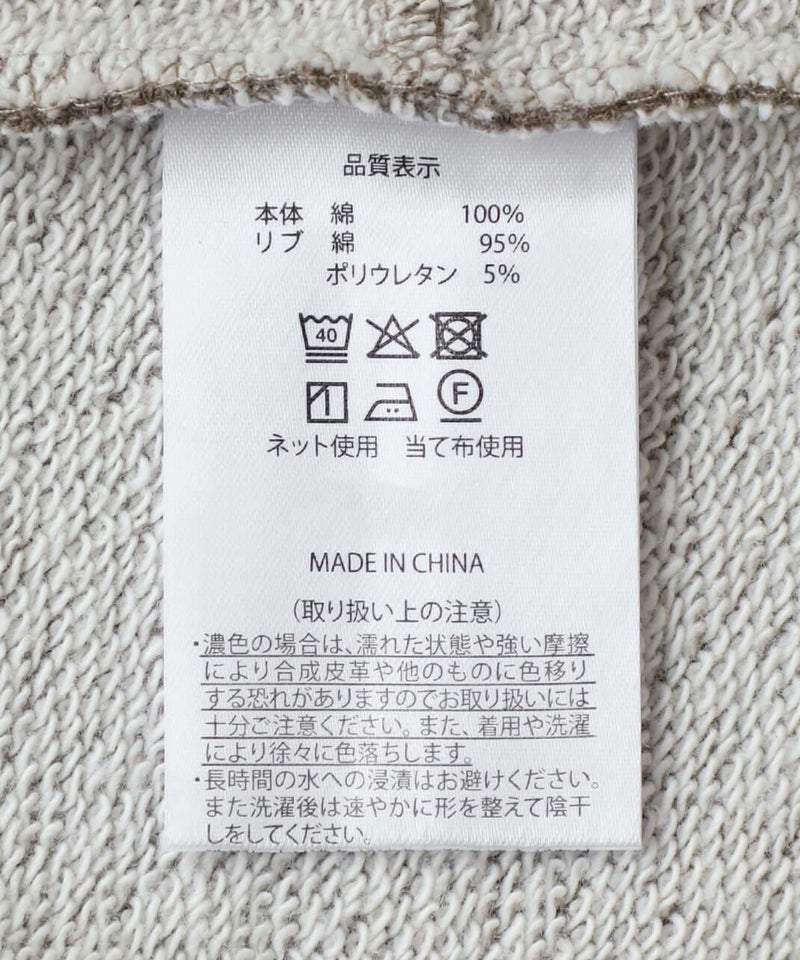 品質表示
本体 綿 100%
リブ 綿 95%
ポリウレタン 5%
40
F
ネット使用 当て布使用
MADE IN CHINA
(取り扱い上の注意)
・濃色の場合は、濡れた状態や強い摩擦
により合成皮革や他のものに色移り
する恐れがありますのでお取り扱いには
十分ご注意ください。また、着用や洗濯
により徐々に色落ちします。
・長時間の水への浸漬はお避けください。
また洗濯後は速やかに形を整えて陰干
しをしてください。